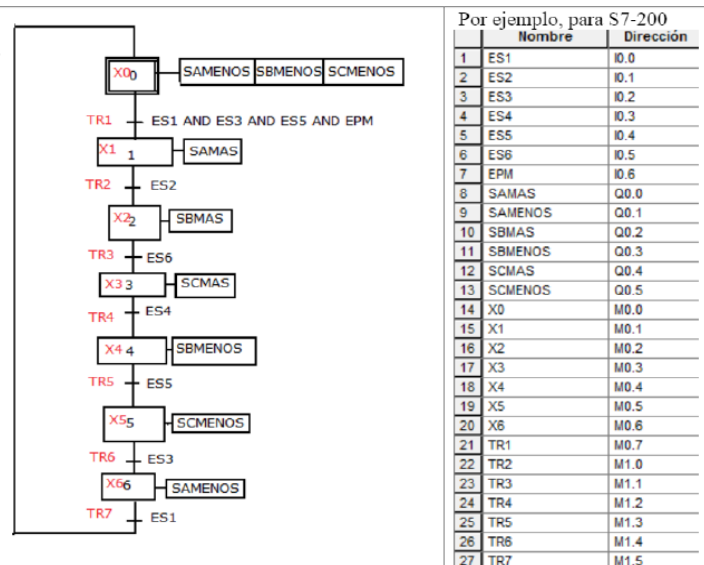 X0 0
SAMENOS SBMENOS SCMENOS
TR1 ES1 AND ES3 AND ES5 AND EPM
X1 1
SAMAS
TR2 ES2
X2 2
SBMAS
TR3 ES6
X3 3
SCMAS
TR4 ES4
X4 4
SBMENOS
TR5 ES5
X5 5
SCMENOS
TR6 ES3
X6 6
SAMENOS
TR7 ES1
Por ejemplo, para S7-200
Nombre Dirección
1 ES1 I0.0
2 ES2 I0.1
3 ES3 I0.2
4 ES4 I0.3
5 ES5 I0.4
6 ES6 I0.5
7 EPM I0.6
8 SAMAS Q0.0
9 SAMENOS Q0.1
10 SBMAS Q0.2
11 SBMENOS Q0.3
12 SCMAS Q0.4
13 SCMENOS Q0.5
14 X0 M0.0
15 X1 M0.1
16 X2 M0.2
17 X3 M0.3
18 X4 M0.4
19 X5 M0.5
20 X6 M0.6
21 TR1 M0.7
22 TR2 M1.0
23 TR3 M1.1
24 TR4 M1.2
25 TR5 M1.3
26 TR6 M1.4
27 TR7 M1.5